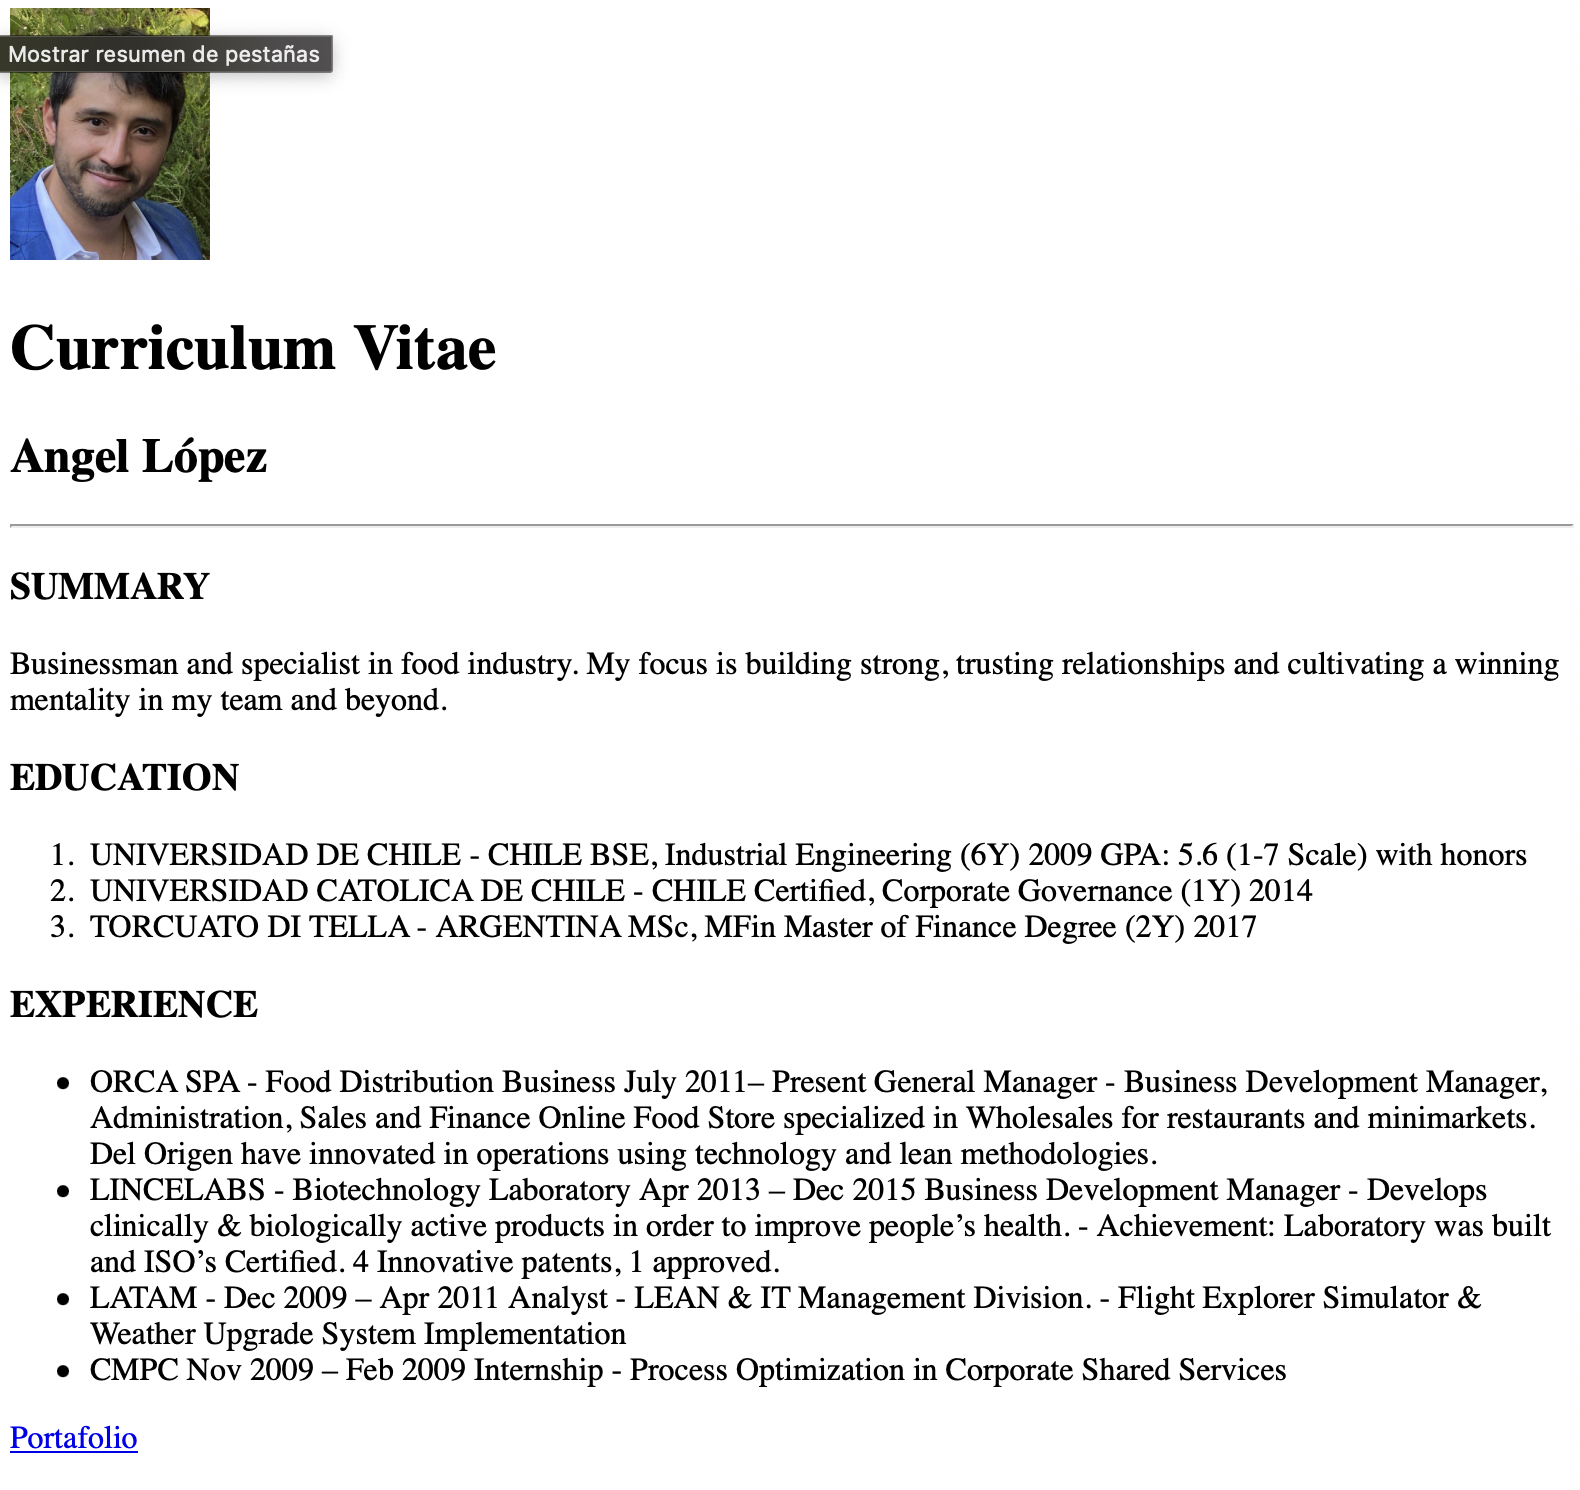 Mostrar resumen de pestañas
Curriculum Vitae
Angel López
SUMMARY
Businessman and specialist in food industry. My focus is building strong, trusting relationships and cultivating a winning
mentality in my team and beyond.
EDUCATION
1. UNIVERSIDAD DE CHILE - CHILE BSE, Industrial Engineering (6Y) 2009 GPA: 5.6 (1-7 Scale) with honors
2. UNIVERSIDAD CATOLICA DE CHILE - CHILE Certified, Corporate Governance (1Y) 2014
3. TORCUATO DI TELLA - ARGENTINA MSc, MFin Master of Finance Degree (2Y) 2017
EXPERIENCE
• ORCA SPA - Food Distribution Business July 2011– Present General Manager - Business Development Manager,
Administration, Sales and Finance Online Food Store specialized in Wholesales for restaurants and minimarkets.
Del Origen have innovated in operations using technology and lean methodologies.
• LINCELABS - Biotechnology Laboratory Apr 2013 – Dec 2015 Business Development Manager - Develops
clinically & biologically active products in order to improve people’s health. - Achievement: Laboratory was built
and ISO’s Certified. 4 Innovative patents, 1 approved.
• LATAM - Dec 2009 – Apr 2011 Analyst - LEAN & IT Management Division. - Flight Explorer Simulator &
Weather Upgrade System Implementation
• CMPC Nov 2009 – Feb 2009 Internship - Process Optimization in Corporate Shared Services
Portafolio